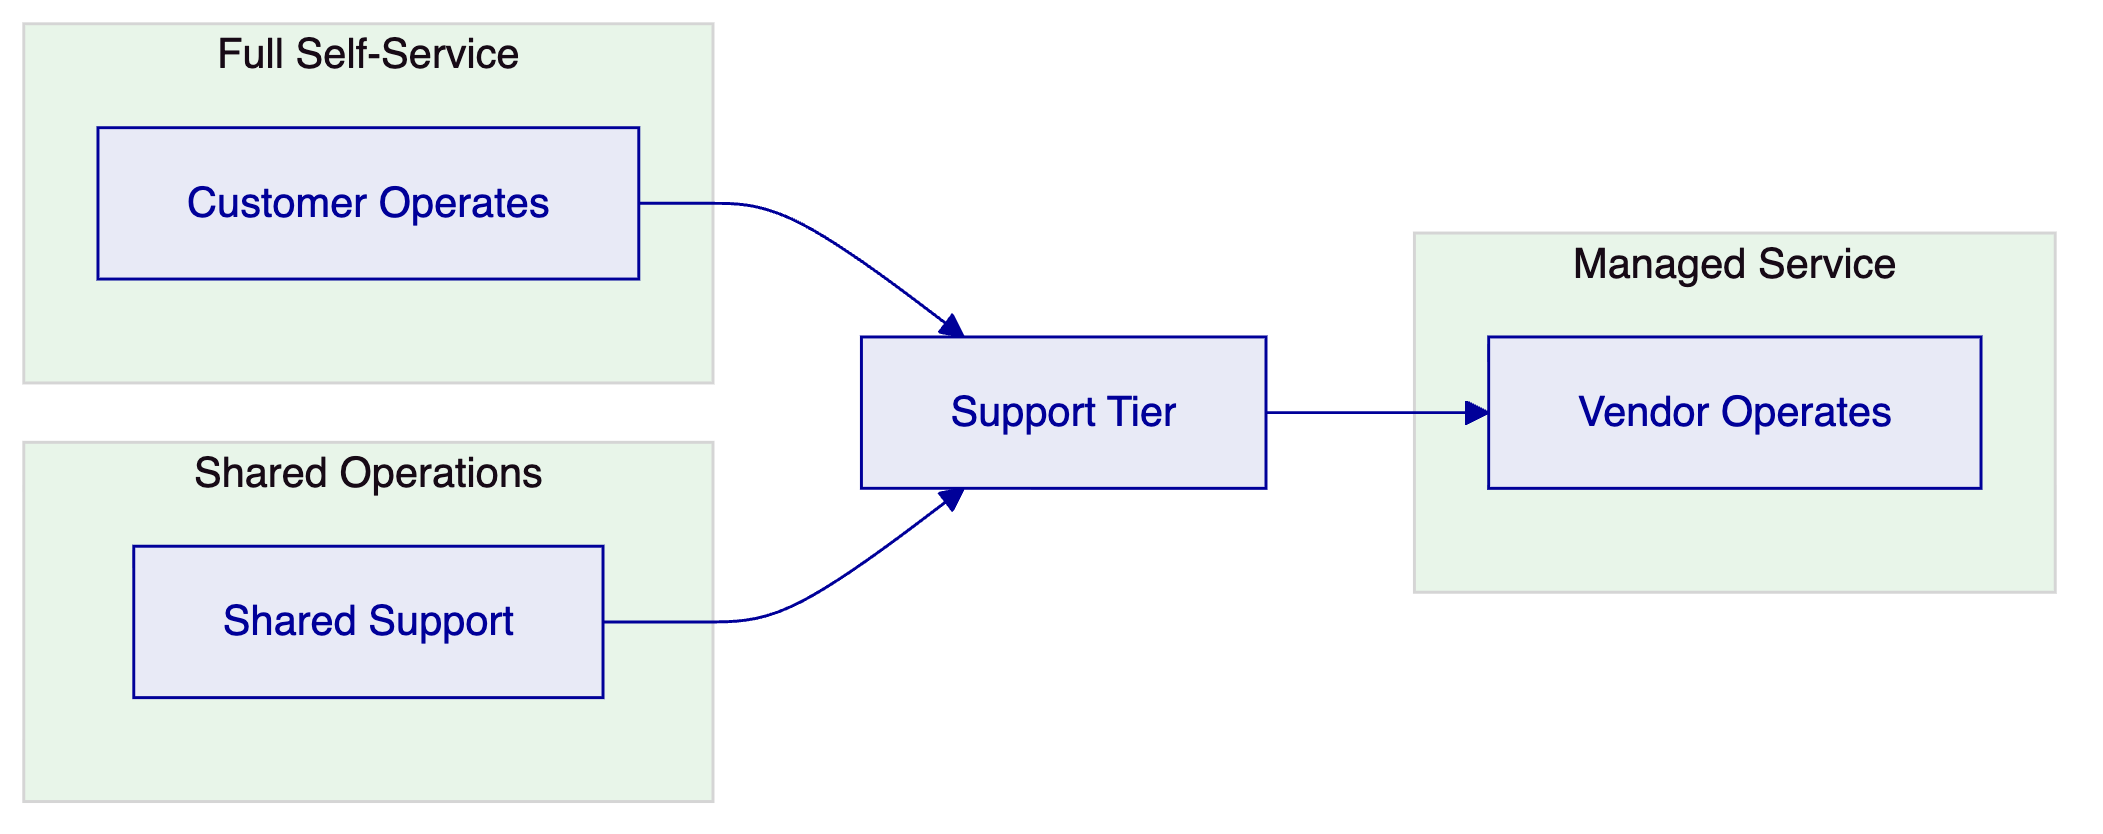 Full Self-Service
Customer Operates
Shared Operations
Shared Support
Support Tier
Managed Service
Vendor Operates